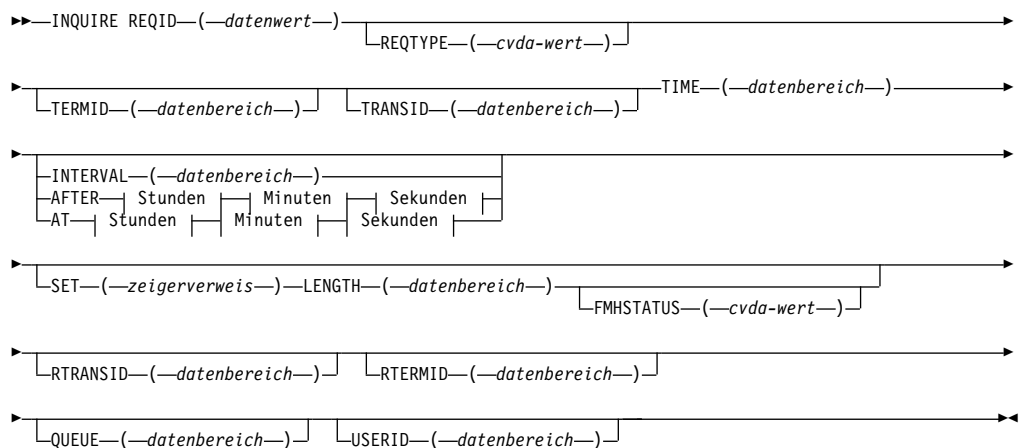 INQUIRE REQID (datenwert)
REQTYPE (cvda-wert)
TERMID (datenbereich) TRANSID (datenbereich) TIME (datenbereich)
INTERVAL (datenbereich)
AFTER Stunden Minuten Sekunden
AT Stunden Minuten Sekunden
SET (zeigerverweis) LENGTH (datenbereich)
FMHSTATUS (cvda-wert)
RTRANSID (datenbereich) RTERMID (datenbereich)
QUEUE (datenbereich) USERID (datenbereich)